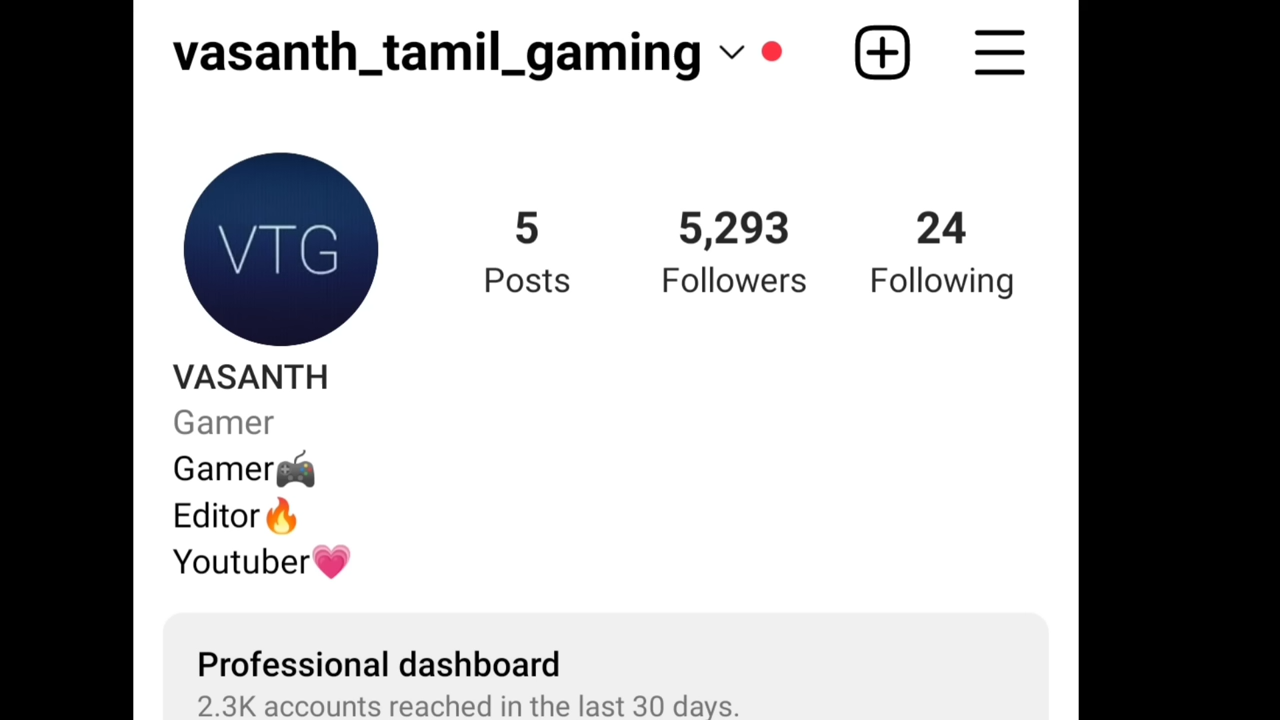 vasanth_tamil_gaming
VTG
5 5,293 24
Posts Followers Following
VASANTH
Gamer
Gamer🎮
Editor🔥
Youtuber💗
Professional dashboard
2.3K accounts reached in the last 30 days.